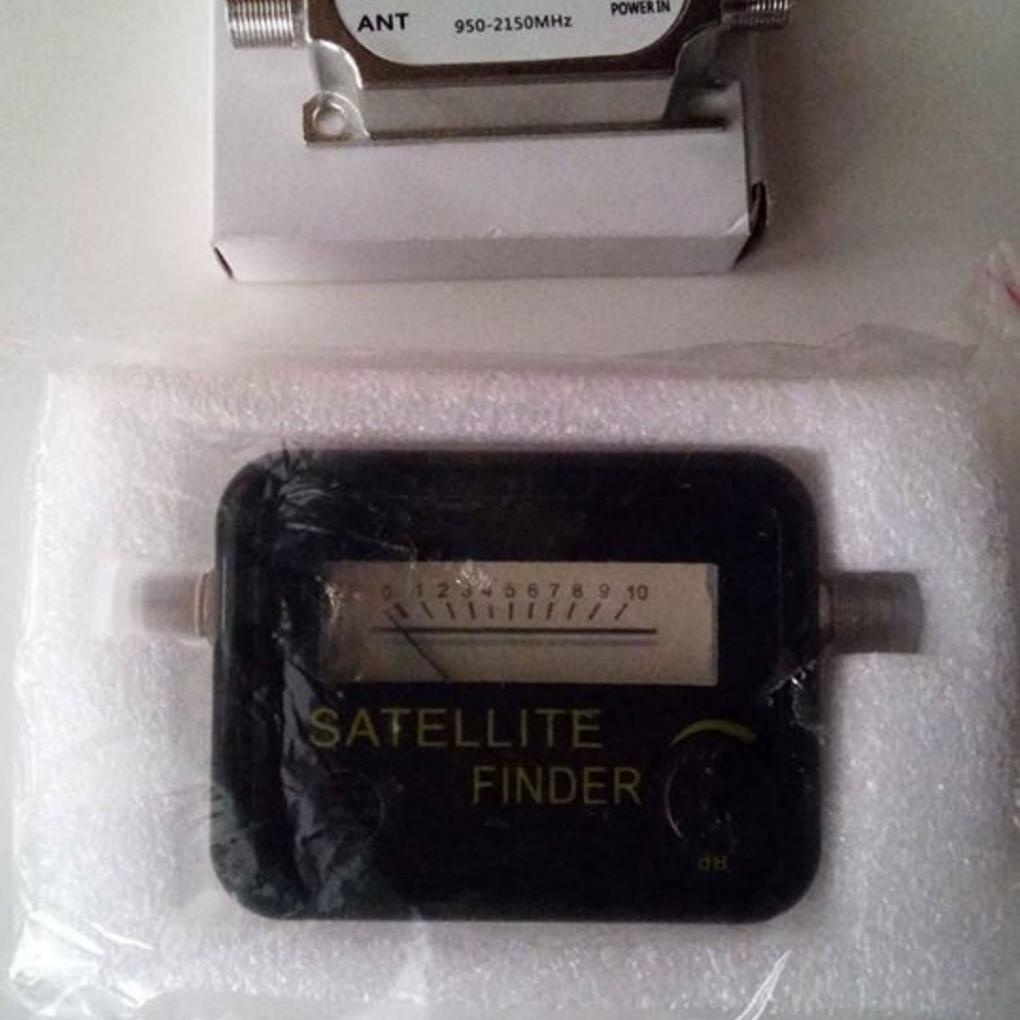 ANT 950-2150MHz POWER IN
0 1 2 3 4 5 6 7 8 9 10
SATELLITE
FINDER
dB